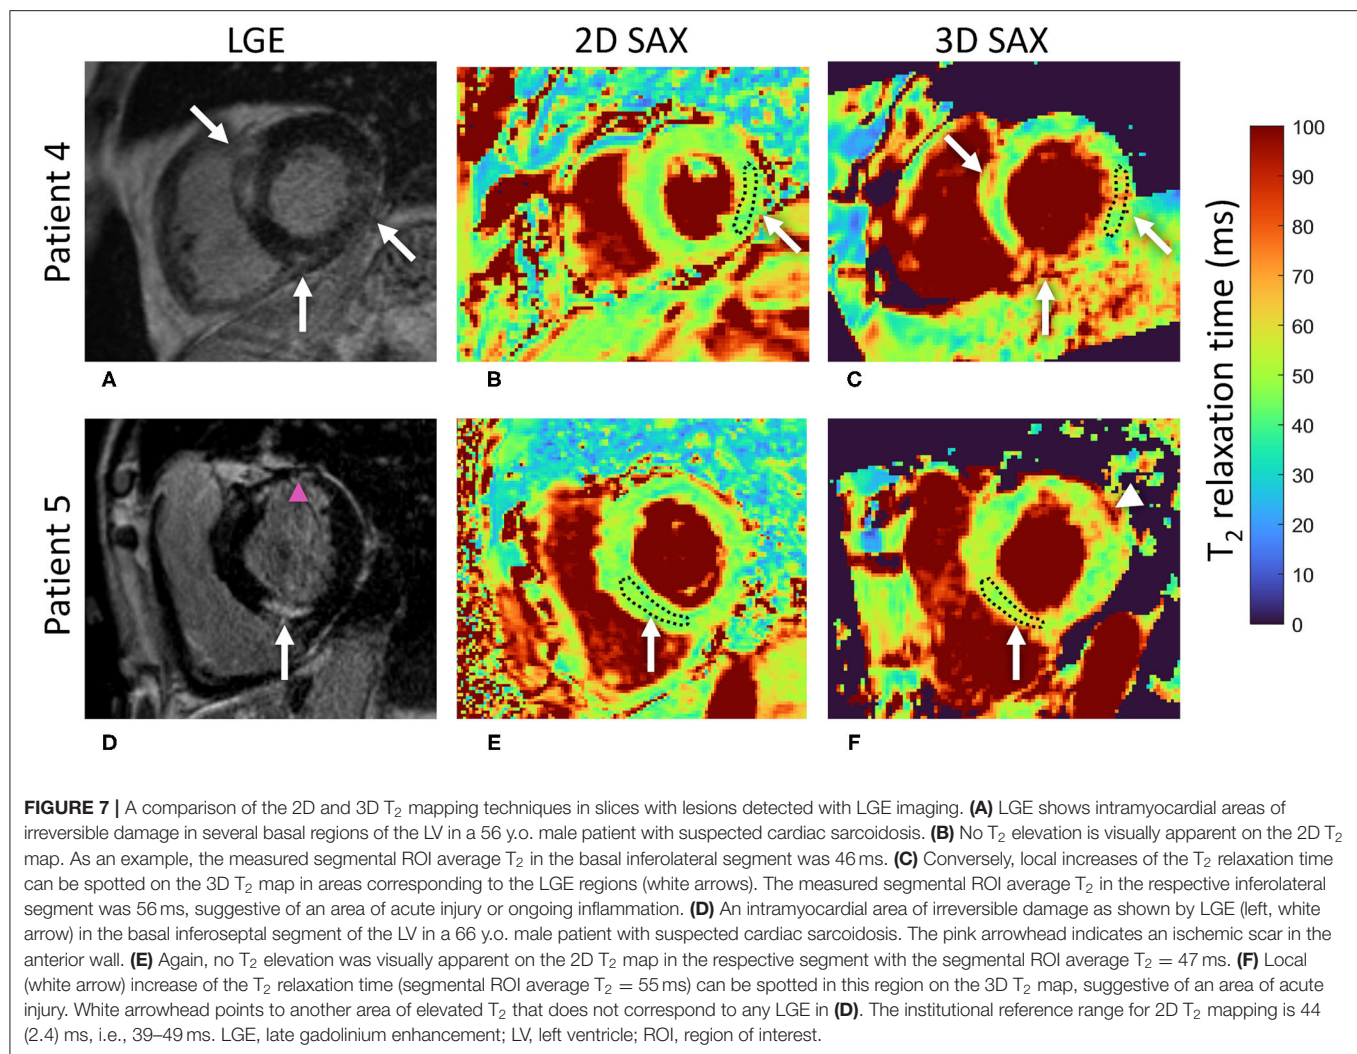 LGE
2D SAX
3D SAX
Patient 4
A
B
C
Patient 5
D
E
F
100
90
80
70
60
50
40
30
20
10
0
T2 relaxation time (ms)
FIGURE 7 | A comparison of the 2D and 3D T2 mapping techniques in slices with lesions detected with LGE imaging. (A) LGE shows intramyocardial areas of
irreversible damage in several basal regions of the LV in a 56 y.o. male patient with suspected cardiac sarcoidosis. (B) No T2 elevation is visually apparent on the 2D T2
map. As an example, the measured segmental ROI average T2 in the basal inferolateral segment was 46 ms. (C) Conversely, local increases of the T2 relaxation time
can be spotted on the 3D T2 map in areas corresponding to the LGE regions (white arrows). The measured segmental ROI average T2 in the respective inferolateral
segment was 56 ms, suggestive of an area of acute injury or ongoing inflammation. (D) An intramyocardial area of irreversible damage as shown by LGE (left, white
arrow) in the basal inferoseptal segment of the LV in a 66 y.o. male patient with suspected cardiac sarcoidosis. The pink arrowhead indicates an ischemic scar in the
anterior wall. (E) Again, no T2 elevation was visually apparent on the 2D T2 map in the respective segment with the segmental ROI average T2 = 47 ms. (F) Local
(white arrow) increase of the T2 relaxation time (segmental ROI average T2 = 55 ms) can be spotted in this region on the 3D T2 map, suggestive of an area of acute
injury. White arrowhead points to another area of elevated T2 that does not correspond to any LGE in (D). The institutional reference range for 2D T2 mapping is 44
(2.4) ms, i.e., 39–49 ms. LGE, late gadolinium enhancement; LV, left ventricle; ROI, region of interest.